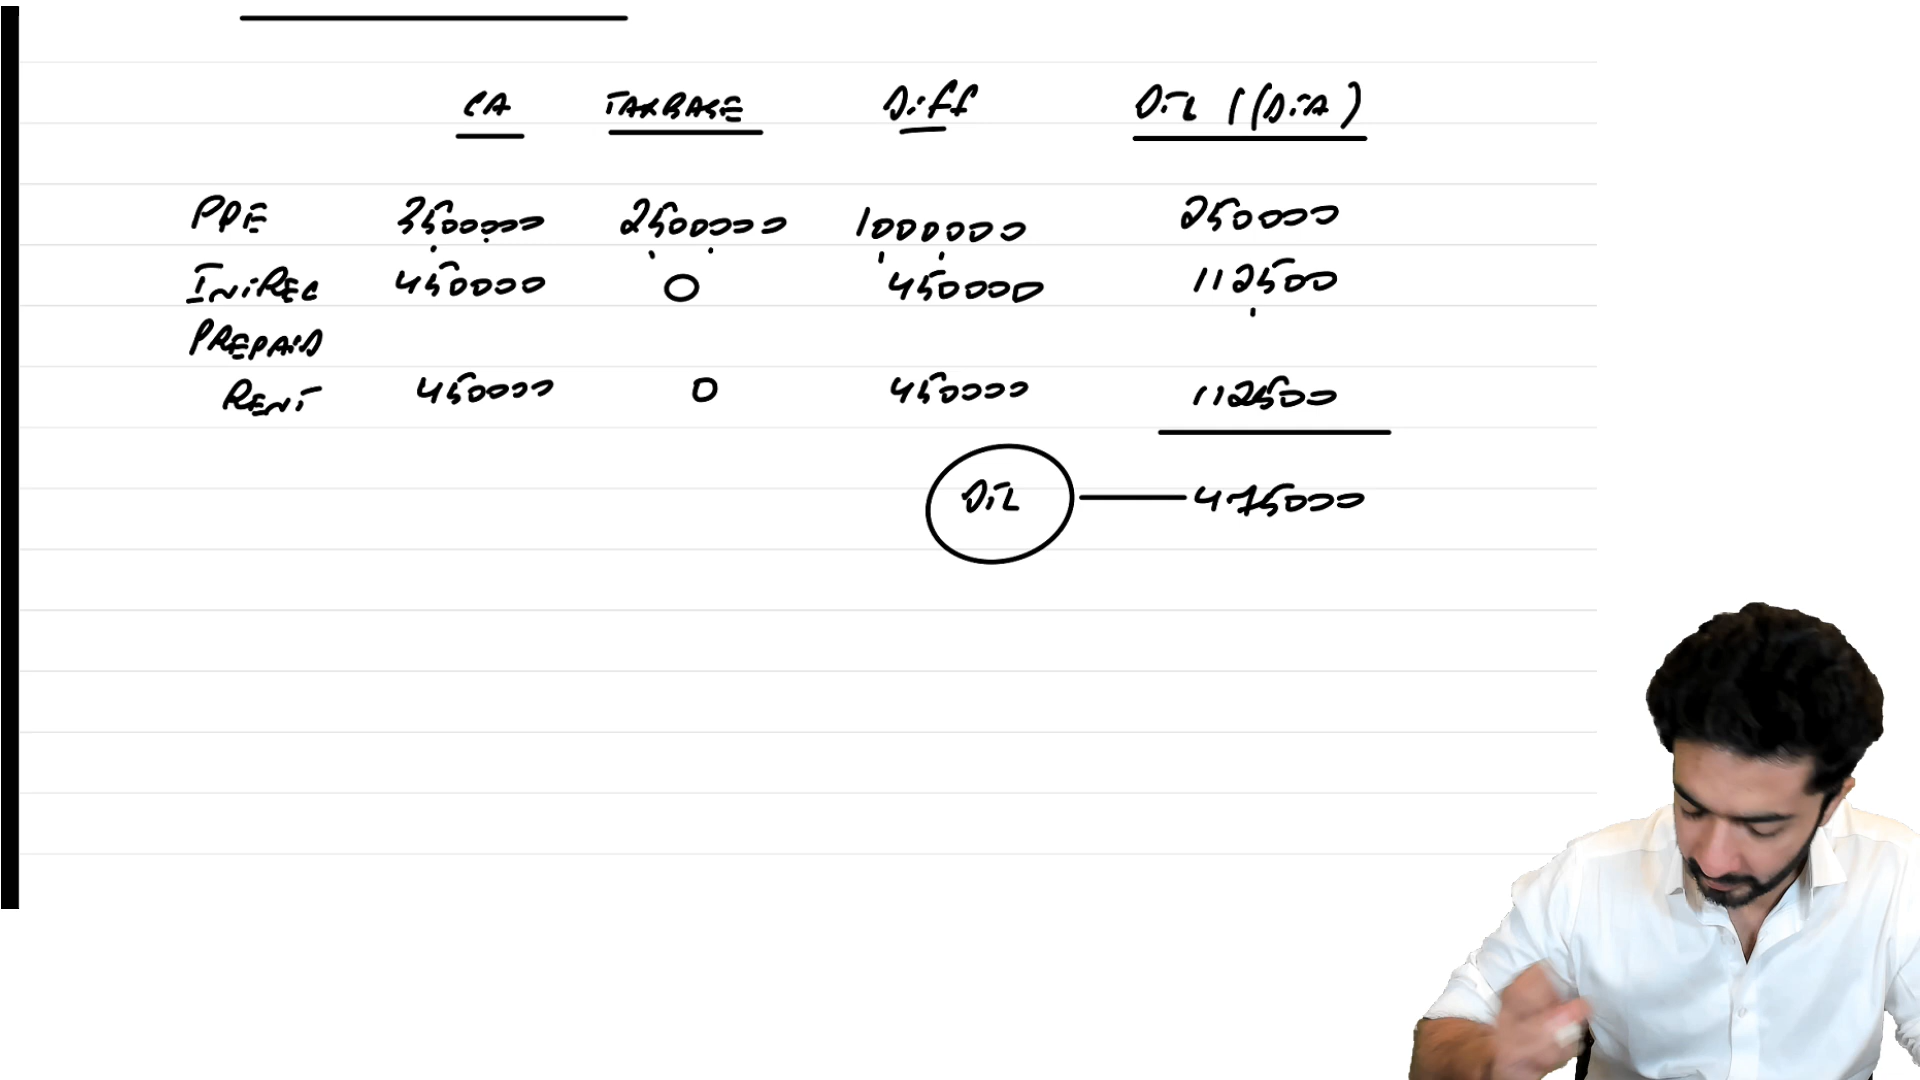 CA TAXBASE Diff DTL / (DTA)
PPE 3500000 2500000 1000000 250000
INTREC 450000 0 450000 112500
PREPAID
RENT 450000 0 450000 112500
DTL 475000